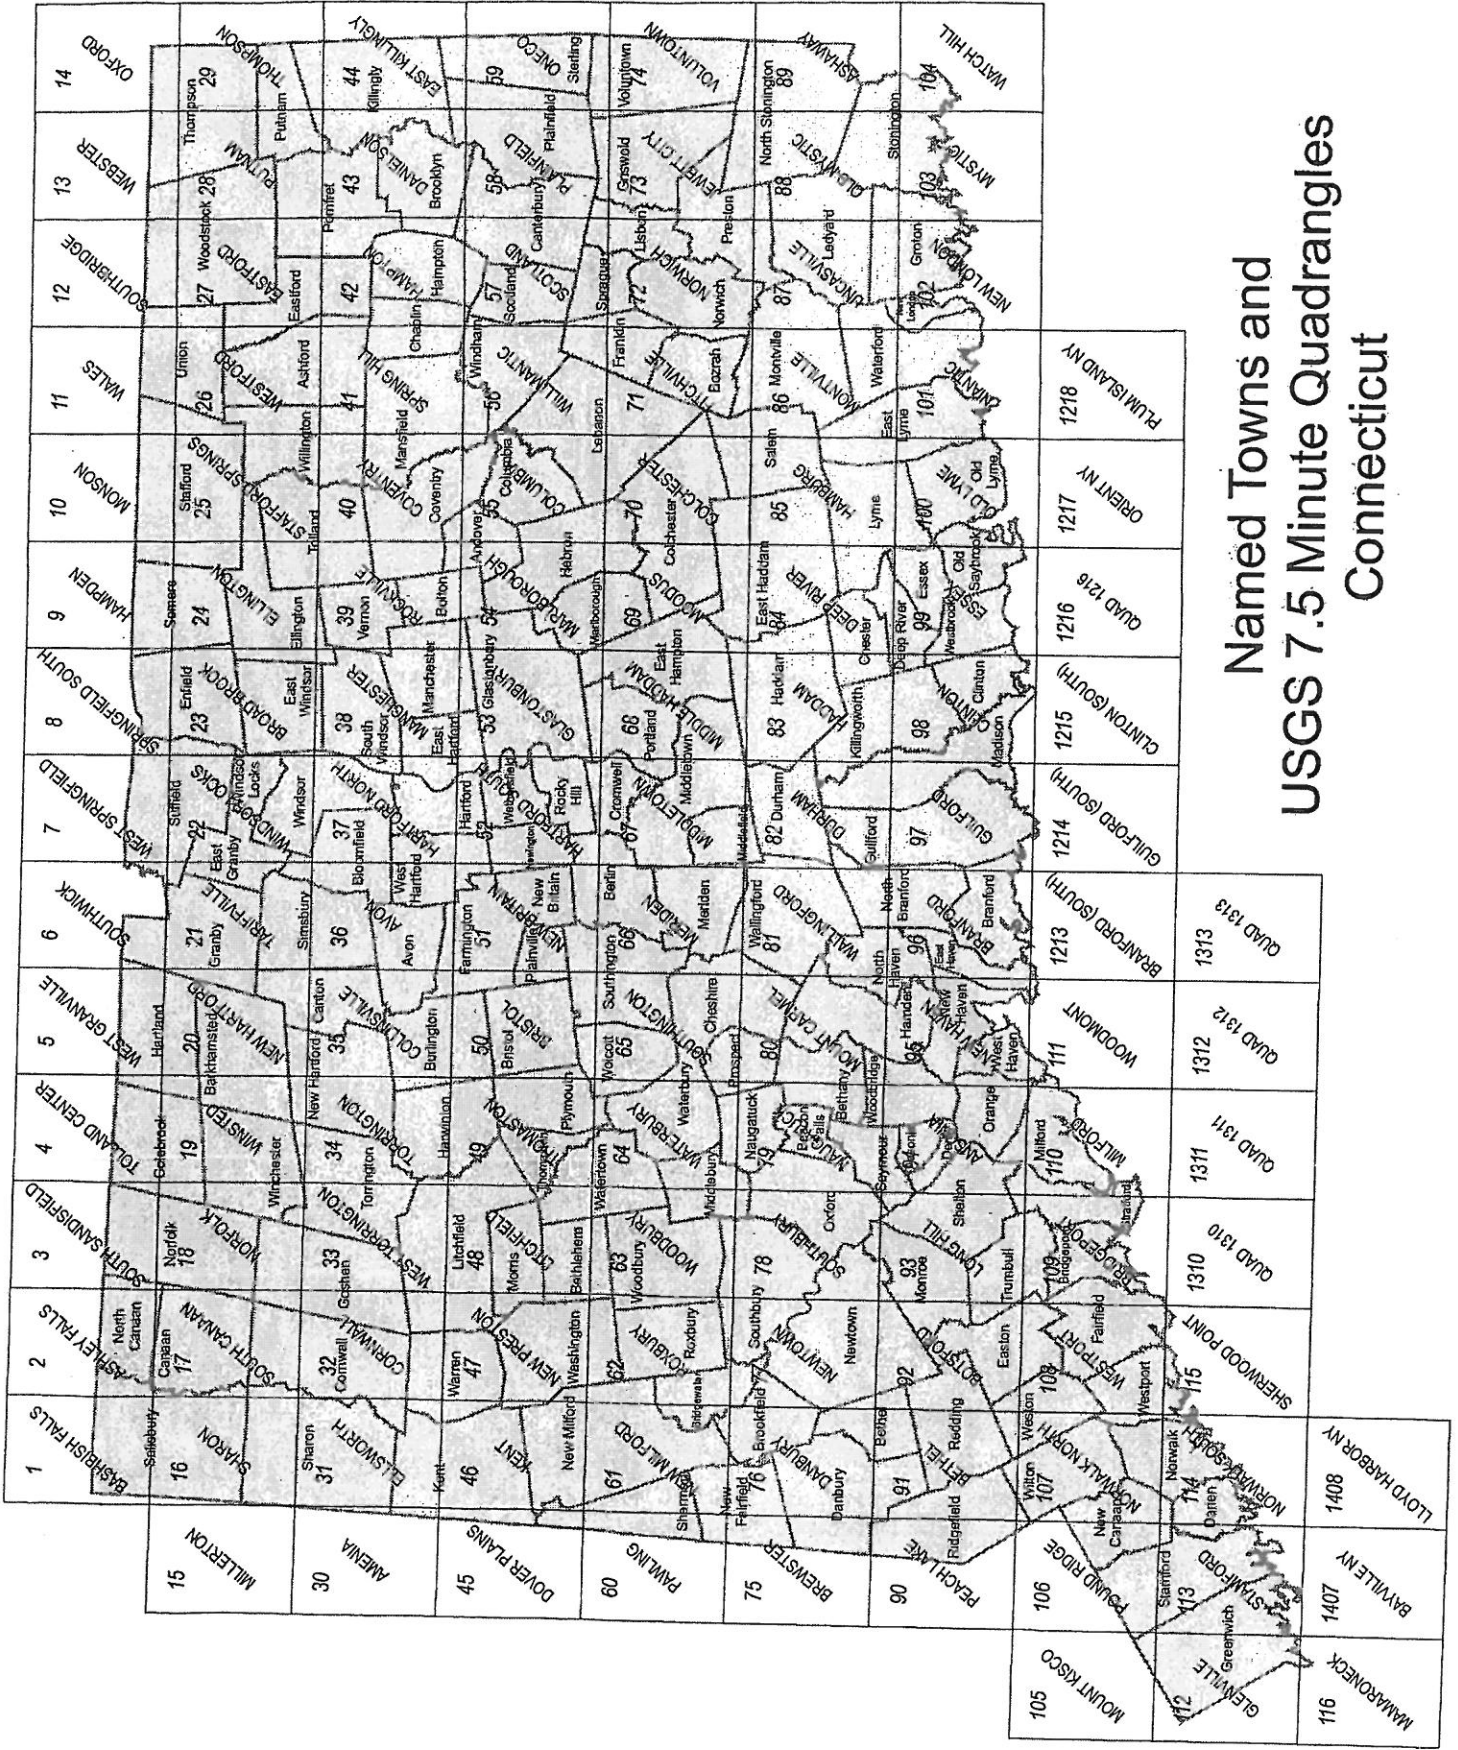 Named Towns and
USGS 7.5 Minute Quadrangles
Connecticut
1
BASHBISH FALLS
2
ASHLEY FALLS
3
SOUTH SANDISFIELD
4
TOLLAND CENTER
5
WEST GRANVILLE
6
SOUTHWICK
7
WEST SPRINGFIELD
8
SPRINGFIELD SOUTH
9
HAMPDEN
10
MONSON
11
WALES
12
SOUTHBRIDGE
13
WEBSTER
14
OXFORD
15
MILLERTON
16
SHARON
Salisbury
17
SOUTH CANAAN
Canaan
North
Canaan
18
NORFOLK
Norfolk
19
WINSTED
Colebrook
Winchester
20
NEW HARTFORD
Hartland
Barkhamsted
21
TARIFFVILLE
Granby
22
WINDSOR LOCKS
Suffield
East
Granby
Windsor
Locks
23
BROAD BROOK
Enfield
East
Windsor
24
ELLINGTON
Somers
Ellington
25
STAFFORD SPRINGS
Stafford
26
WESTFORD
Union
27
EASTFORD
Woodstock
28
PUTNAM
29
THOMPSON
Thompson
Putnam
30
AMENIA
31
ELLSWORTH
Sharon
32
CORNWALL
Cornwall
33
WEST TORRINGTON
Goshen
34
TORRINGTON
Torrington
35
COLLINSVILLE
New Hartford
Canton
36
AVON
Simsbury
Avon
37
HARTFORD NORTH
Bloomfield
Windsor
West
Hartford
38
MANCHESTER
South
Windsor
Manchester
East
Hartford
39
ROCKVILLE
Vernon
Bolton
40
COVENTRY
Tolland
Coventry
Willington
41
SPRING HILL
Ashford
Mansfield
42
HAMPTON
Eastford
Chaplin
Hampton
43
DANIELSON
Pomfret
Brooklyn
44
EAST KILLINGLY
Killingly
45
DOVER PLAINS
46
KENT
Kent
47
NEW PRESTON
Warren
48
LITCHFIELD
Litchfield
Morris
49
THOMASTON
Harwinion
Thomaston
Plymouth
50
BRISTOL
Burlington
Bristol
51
NEW BRITAIN
Farmington
Plainville
New
Britain
52
HARTFORD SOUTH
Hartford
Wethersfield
Newington
Rocky
Hill
53
GLASTONBURY
Glastonbury
54
MARLBOROUGH
Hebron
55
COLUMBIA
Andover
Columbia
56
WILLIMANTIC
Windham
57
SCOTLAND
Scotland
58
PLAINFIELD
Canterbury
Plainfield
59
ONECO
Sterling
60
PAWLING
61
NEW MILFORD
New Milford
Sherman
62
ROXBURY
Washington
Roxbury
Bridgewater
63
WOODBURY
Bethlehem
Woodbury
64
WATERBURY
Watertown
Waterbury
Middlebury
65
SOUTHINGTON
Wolcott
Southington
Cheshire
66
MERIDEN
Berlin
Meriden
67
MIDDLETOWN
Cromwell
Middletown
Middlefield
68
MIDDLE HADDAM
Portland
East
Hampton
69
MOODUS
Marlborough
70
COLCHESTER
Colchester
71
FITCHVILLE
Lebanon
Franklin
Bozrah
72
NORWICH
Sprague
Norwich
73
JEWETT CITY
Lisbon
Griswold
Preston
74
VOLUNTOWN
Voluntown
75
BREWSTER
76
DANBURY
New
Fairfield
Danbury
77
NEWTOWN
Brookfield
Newtown
78
SOUTHBURY
Southbury
Oxford
79
NAUGATUCK
Naugatuck
Beacon
Falls
80
MOUNT CARMEL
Prospect
Bethany
81
WALLINGFORD
Wallingford
82
DURHAM
Durham
83
HADDAM
Haddam
84
DEEP RIVER
East Haddam
85
HAMBURG
Salem
86
MONTVILLE
Montville
87
UNCASVILLE
88
OLD MYSTIC
Ledyard
89
ASHAWAY
North Stonington
90
PEACH LAKE
91
BETHEL
Bethel
Ridgefield
Redding
92
BOTSFORD
Easton
93
LONG HILL
Monroe
Trumbull
Shelton
ANSONIA
Seymour
Derby
Woodbridge
Orange
95
NEW HAVEN
Hamden
New
Haven
West
Haven
96
BRANFORD
North
Haven
East
Haven
North
Branford
Branford
97
GUILFORD
Guilford
98
CLINTON
Killingworth
Clinton
Madison
99
ESSEX
Chester
Deep River
Essex
Westbrook
Old
Saybrook
100
OLD LYME
Lyme
Old
Lyme
101
NIANTIC
East
Lyme
Waterford
102
NEW LONDON
New
London
Groton
103
MYSTIC
Stonington
104
WATCH HILL
105
MOUNT KISCO
106
POUND RIDGE
107
NORWALK NORTH
Wilton
Weston
New
Canaan
108
WESTPORT
Westport
Fairfield
109
BRIDGEPORT
Bridgeport
Stratford
110
MILFORD
Milford
111
WOODMONT
112
GLENVILLE
Greenwich
113
STAMFORD
Stamford
114
NORWALK SOUTH
Norwalk
Darien
115
SHERWOOD POINT
116
MAMARONECK
1407
BAYVILLE NY
1408
LLOYD HARBOR NY
1310
QUAD 1310
1311
QUAD 1311
1312
QUAD 1312
1313
QUAD 1313
1213
BRANFORD (SOUTH)
1214
GUILFORD (SOUTH)
1215
CLINTON (SOUTH)
1216
QUAD 1216
1217
ORIENT NY
1218
PLUM ISLAND NY